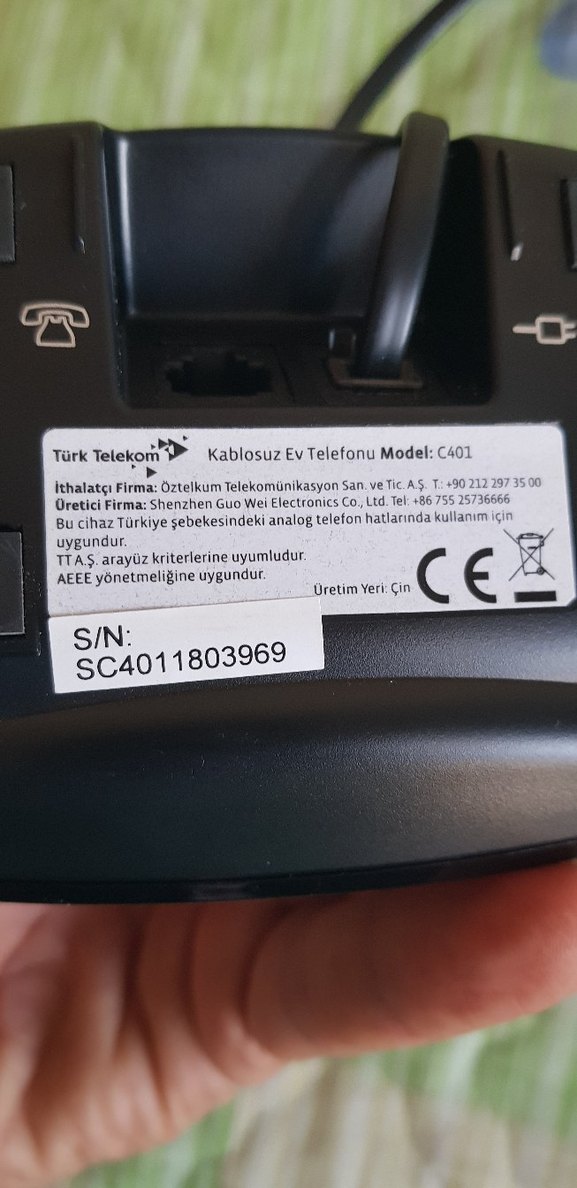 Türk Telekom Kablosuz Ev Telefonu Model: C401
İthalatçı Firma: Öztelkum Telekomünikasyon San. ve Tic. A.Ş. T.: +90 212 297 35 00
Üretici Firma: Shenzhen Guo Wei Electronics Co., Ltd. Tel: +86 755 25736666
Bu cihaz Türkiye şebekesindeki analog telefon hatlarında kullanım için
uygundur.
TT A.Ş. arayüz kriterlerine uyumludur.
AEEE yönetmeliğine uygundur.
Üretim Yeri: Çin CE
S/N:
SC4011803969